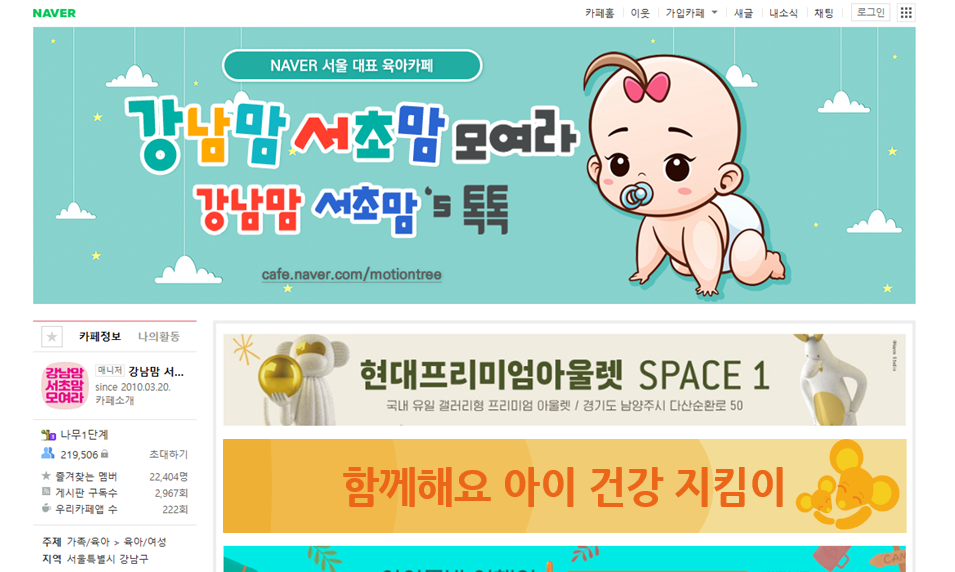 NAVER
카페홈 이웃 가입카페 새글 내소식 채팅 로그인
NAVER 서울 대표 육아카페
강남맘 서초맘 모여라
강남맘 서초맘 's 톡톡
cafe.naver.com/motiontree
카페정보 나의활동
강남맘
서초맘
모여라
매니저 강남맘 서...
since 2010.03.20.
카페소개
나무1단계
219,506 초대하기
즐겨찾는 멤버 22,404명
게시판 구독수 2,967회
우리카페앱 수 222회
주제 가족/육아 > 육아/여성
지역 서울특별시 강남구
현대프리미엄아울렛 SPACE 1
국내 유일 갤러리형 프리미엄 아울렛 / 경기도 남양주시 다산순환로 50
함께해요 아이 건강 지킴이